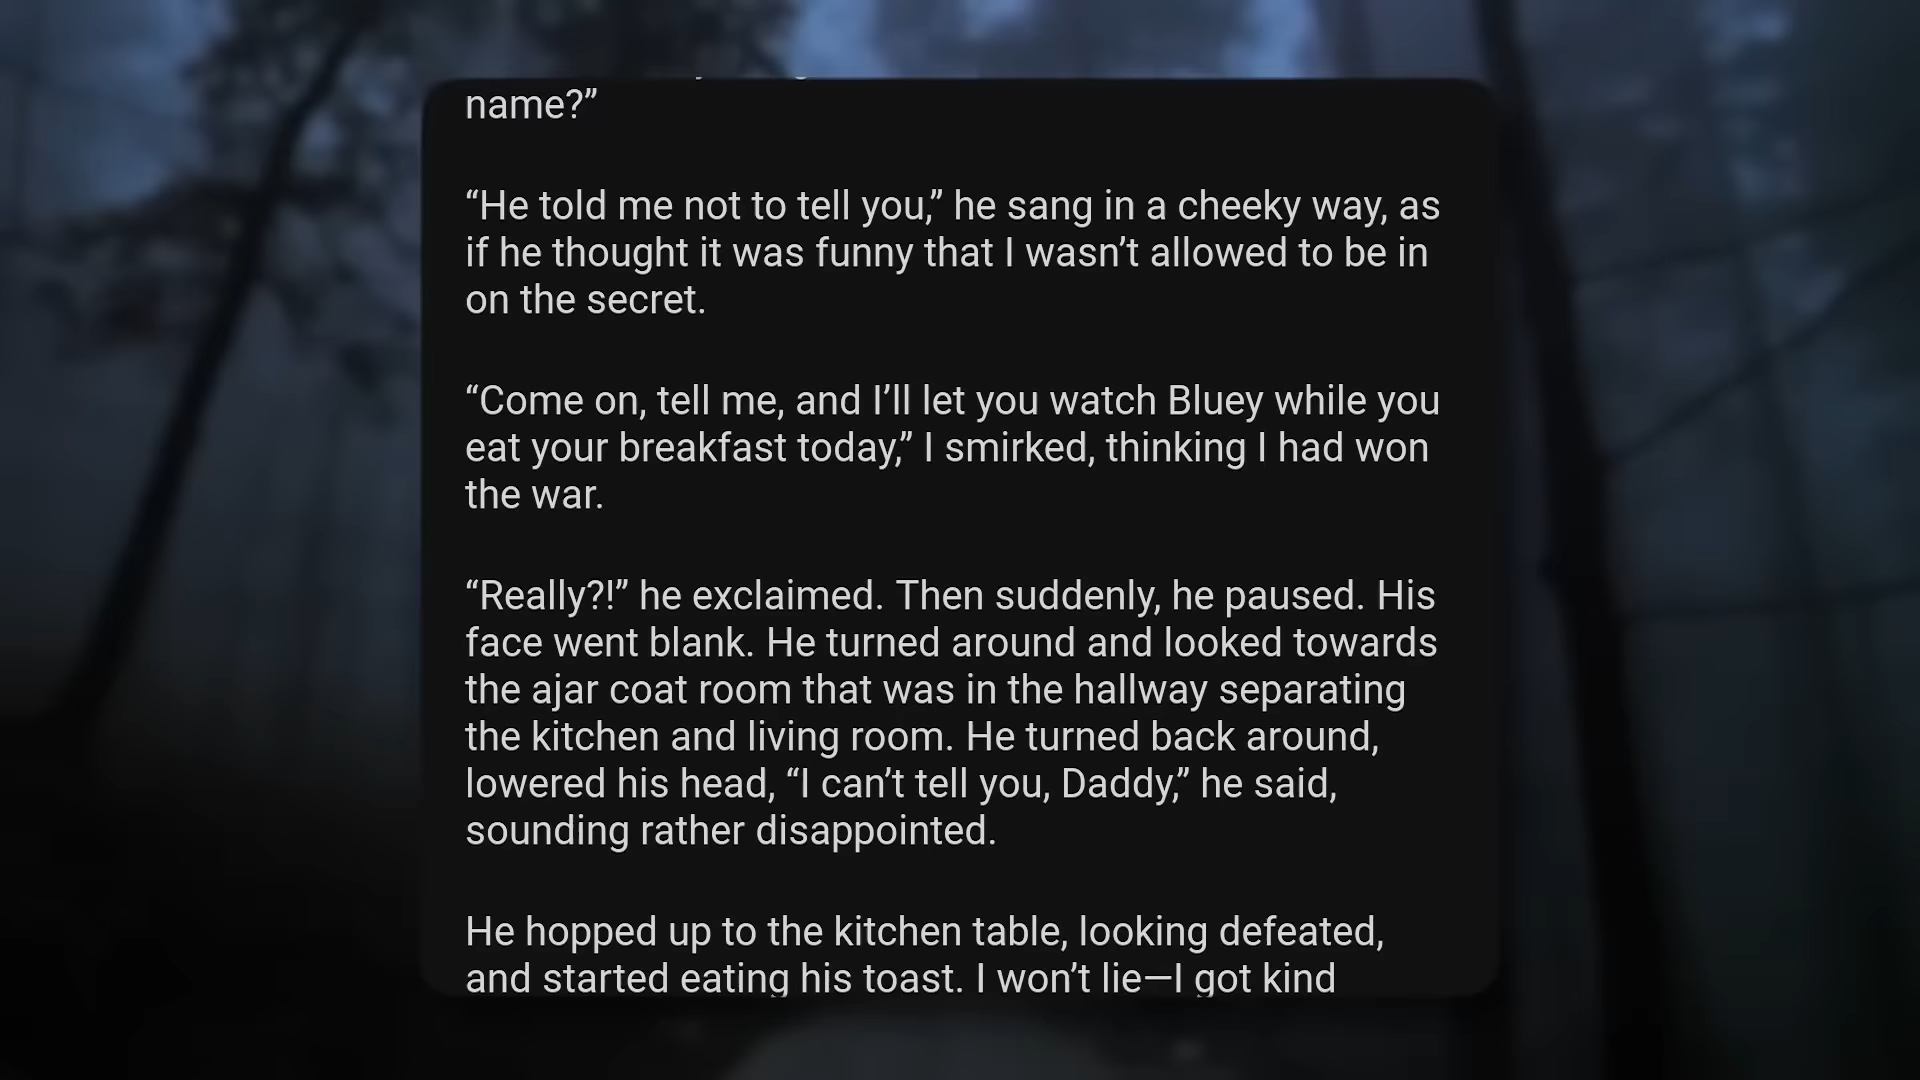 name?”
“He told me not to tell you,” he sang in a cheeky way, as
if he thought it was funny that I wasn’t allowed to be in
on the secret.
“Come on, tell me, and I’ll let you watch Bluey while you
eat your breakfast today,” I smirked, thinking I had won
the war.
“Really?!” he exclaimed. Then suddenly, he paused. His
face went blank. He turned around and looked towards
the ajar coat room that was in the hallway separating
the kitchen and living room. He turned back around,
lowered his head, “I can’t tell you, Daddy,” he said,
sounding rather disappointed.
He hopped up to the kitchen table, looking defeated,
and started eating his toast. I won’t lie—I got kind